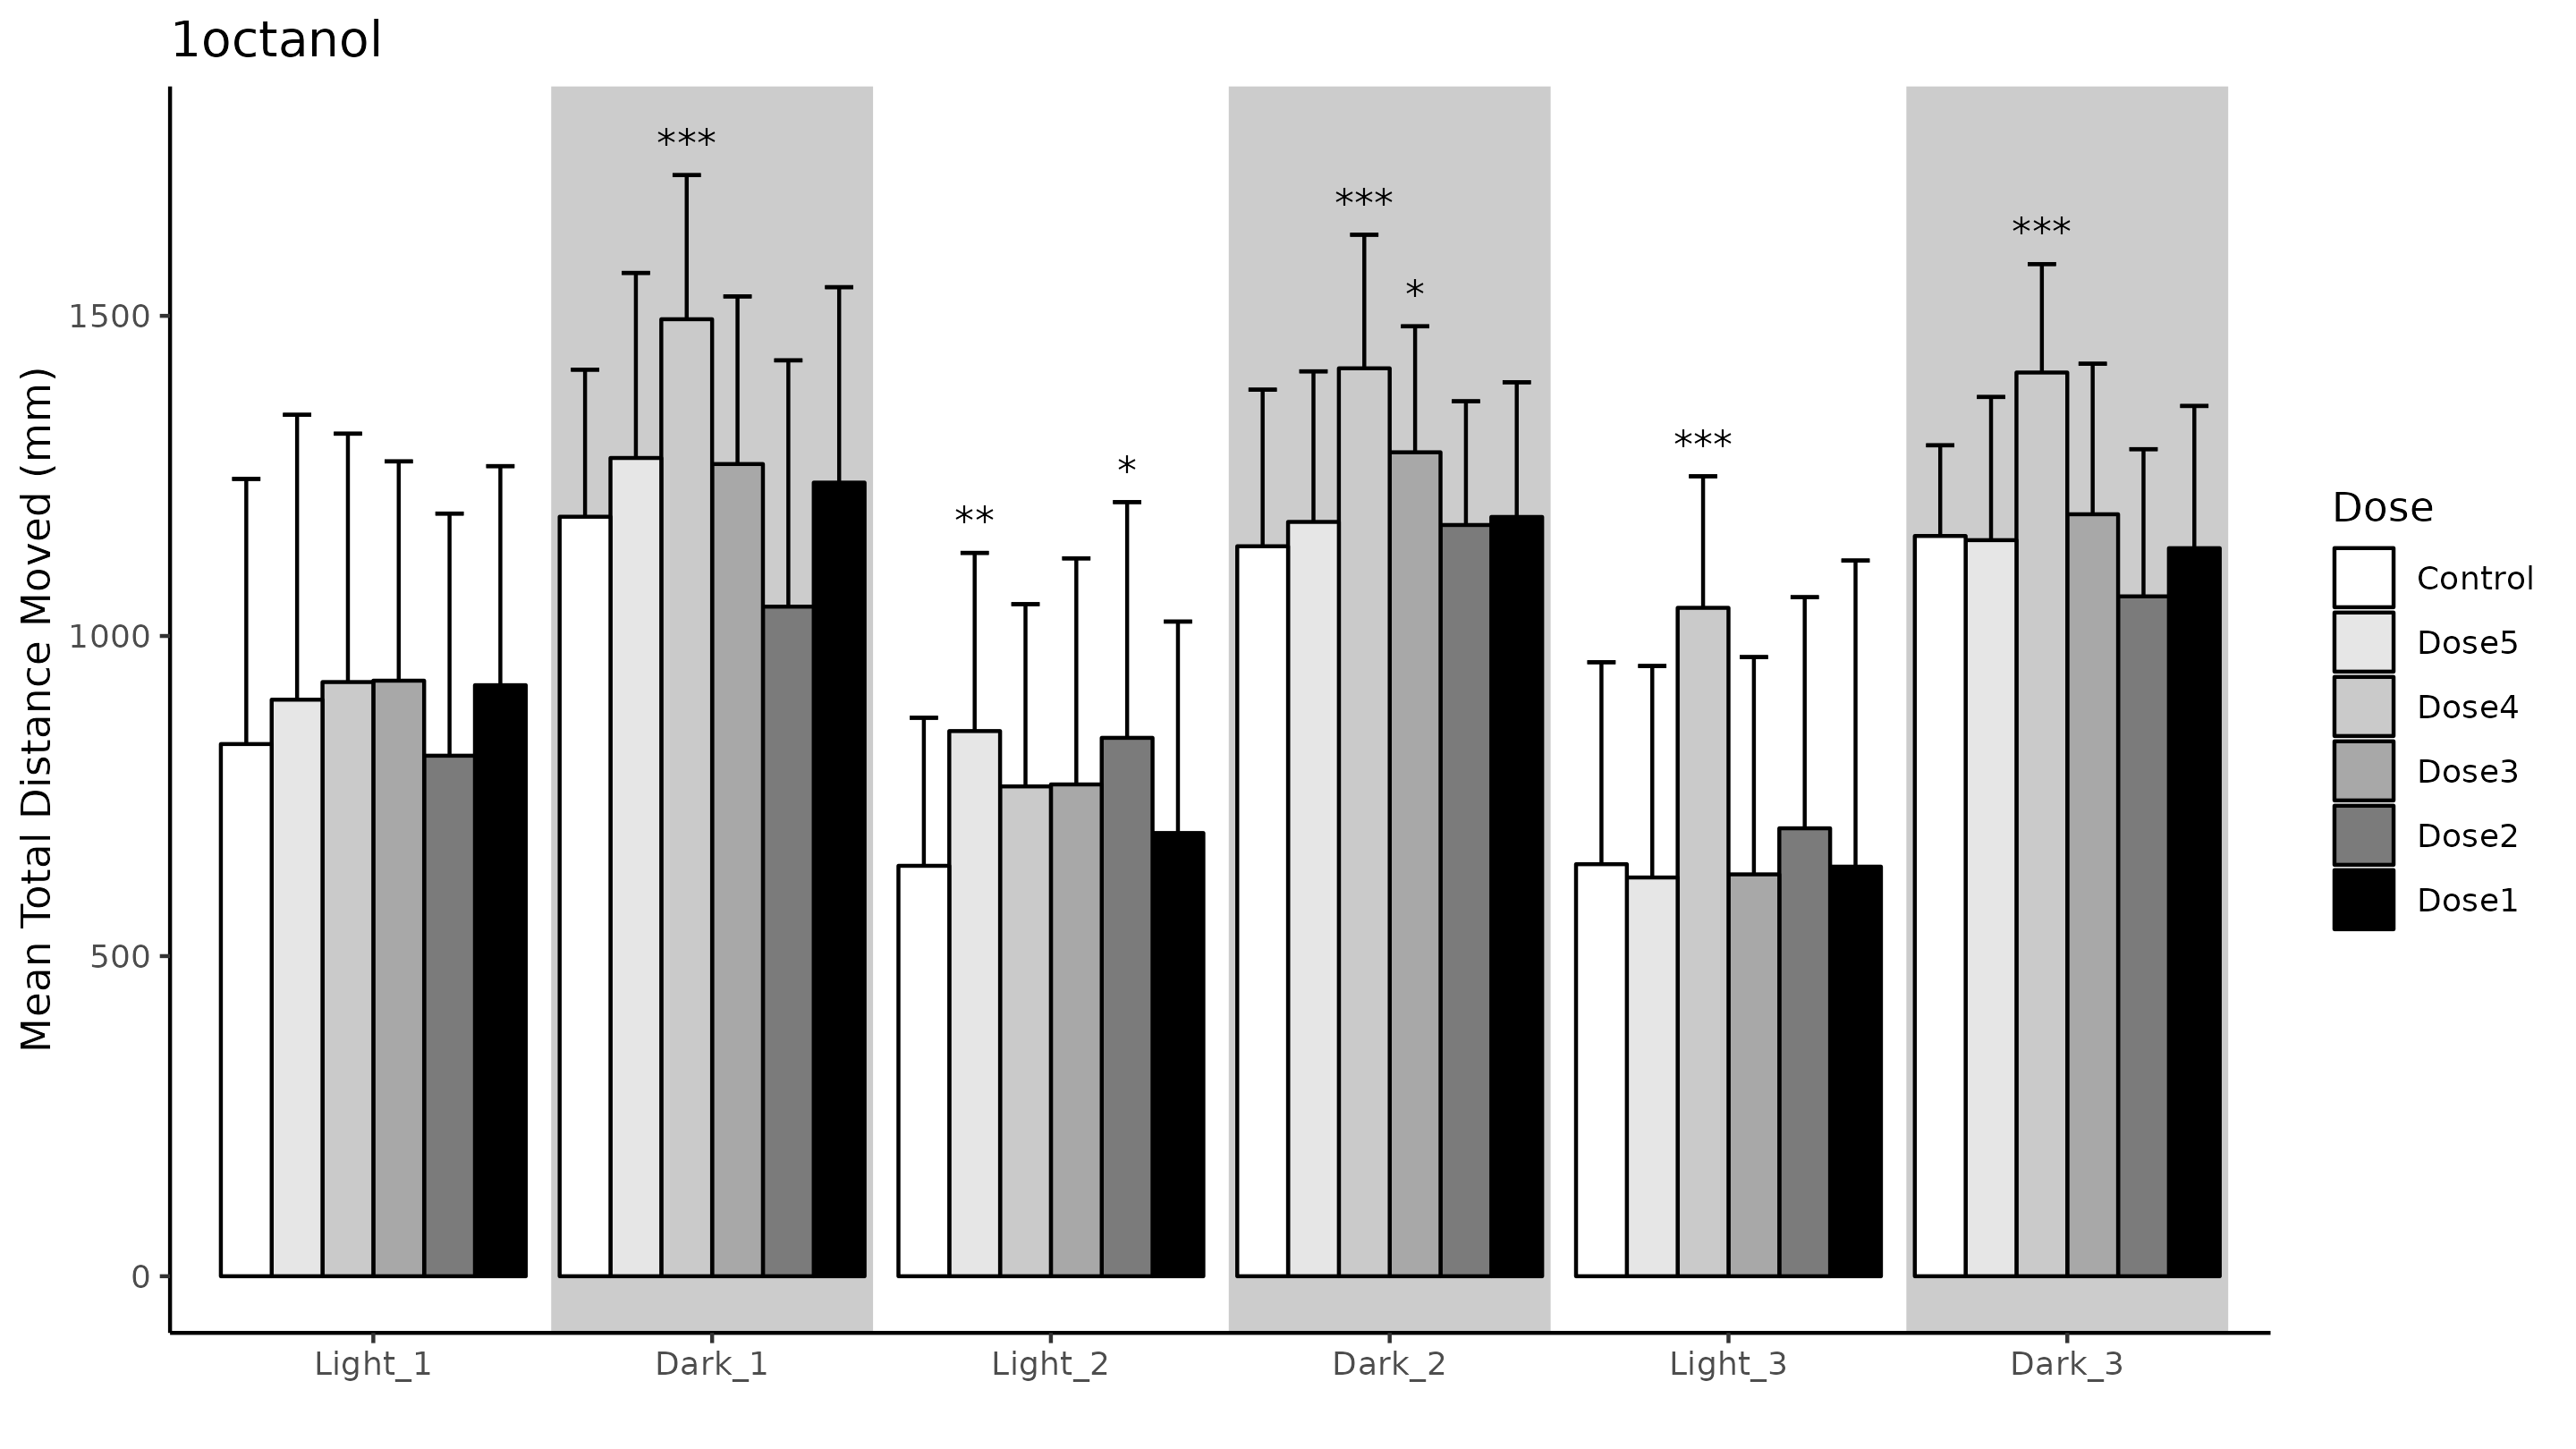 1octanol
***
***
***
*
***
*
**
1500
1000
500
0
Mean Total Distance Moved (mm)
Light_1
Dark_1
Light_2
Dark_2
Light_3
Dark_3
Dose
Control
Dose5
Dose4
Dose3
Dose2
Dose1